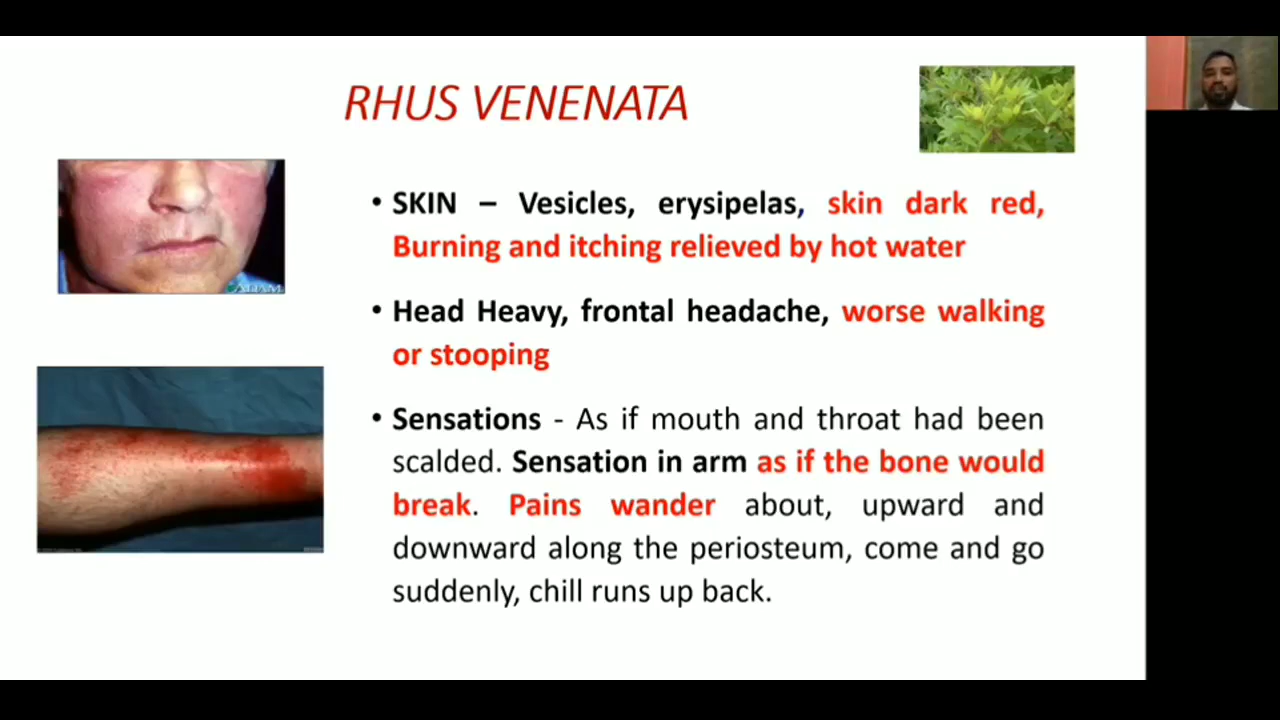 RHUS VENENATA
• SKIN – Vesicles, erysipelas, skin dark red,
Burning and itching relieved by hot water
• Head Heavy, frontal headache, worse walking
or stooping
• Sensations - As if mouth and throat had been
scalded. Sensation in arm as if the bone would
break. Pains wander about, upward and
downward along the periosteum, come and go
suddenly, chill runs up back.
ADAM